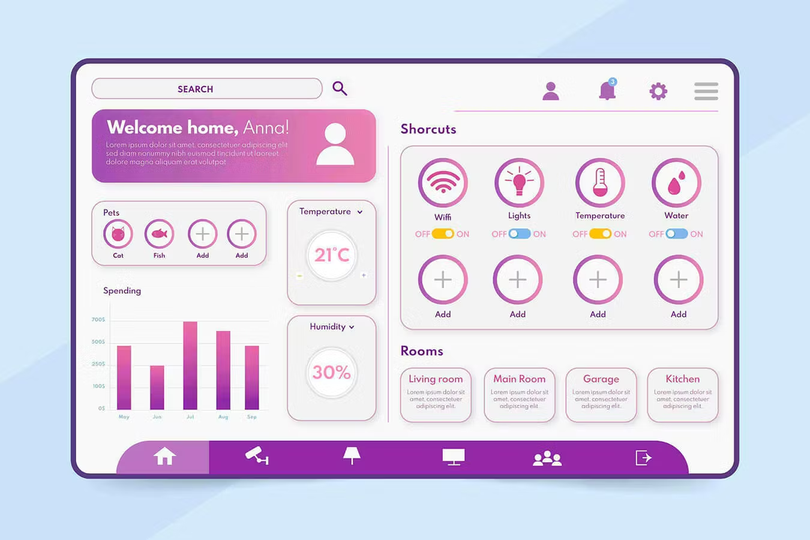 SEARCH
3
Welcome home, Anna!
Lorem ipsum dolor sit amet, consectetuer adipiscing elit
sed diam nonummy nibh euismod tincidunt ut laoreet
dolore magna aliquam erat volutpat
Shorcuts
Wiffi
Lights
Temperature
Water
OFF ON
OFF ON
OFF ON
OFF ON
Add
Add
Add
Add
Pets
Cat
Fish
Add
Add
Temperature
21°C
Humidity
30%
Spending
700$
100$
0$
May
Jun
Jul
Aug
Sep
Rooms
Living room
Lorem ipsum dolor sit
amet, consectetuer
adipiscing elit.
Main Room
Lorem ipsum dolor sit
amet, consectetuer
adipiscing elit.
Garage
Lorem ipsum dolor sit
amet, consectetuer
adipiscing elit.
Kitchen
Lorem ipsum dolor sit
amet, consectetuer
adipiscing elit.